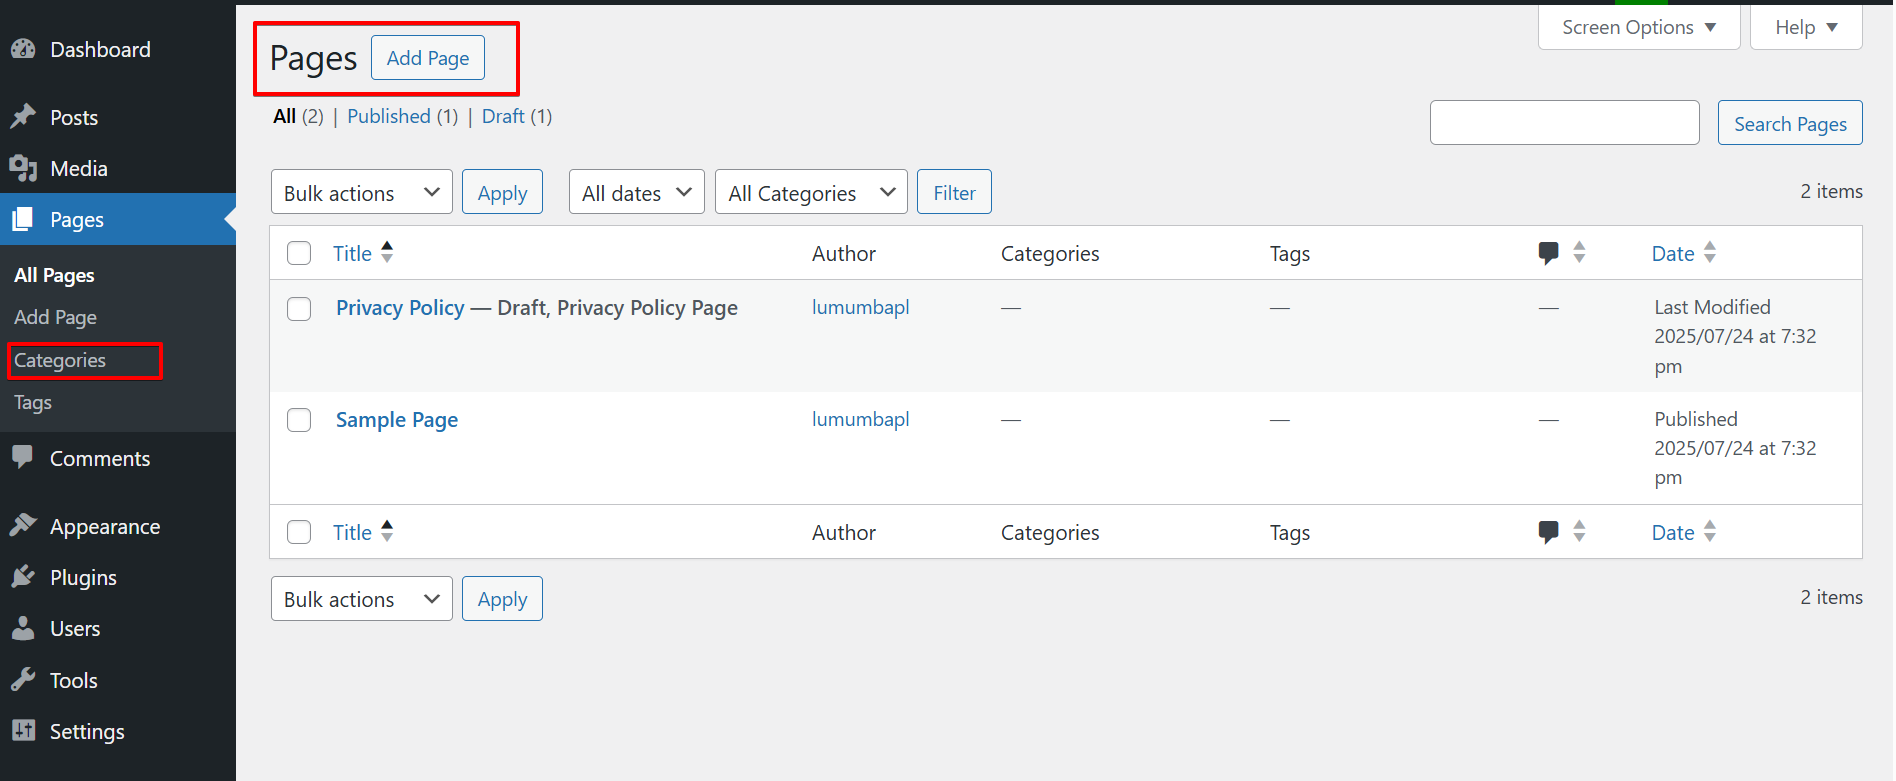 Dashboard
Posts
Media
Pages
All Pages
Add Page
Categories
Tags
Comments
Appearance
Plugins
Users
Tools
Settings
Screen Options ▼ Help ▼
Pages Add Page
All (2) | Published (1) | Draft (1)
Search Pages
Bulk actions Apply All dates All Categories Filter 2 items
Title Author Categories Tags Date
Privacy Policy — Draft, Privacy Policy Page lumumbapl — — — Last Modified
2025/07/24 at 7:32
pm
Sample Page lumumbapl — — — Published
2025/07/24 at 7:32
pm
Title Author Categories Tags Date
Bulk actions Apply 2 items